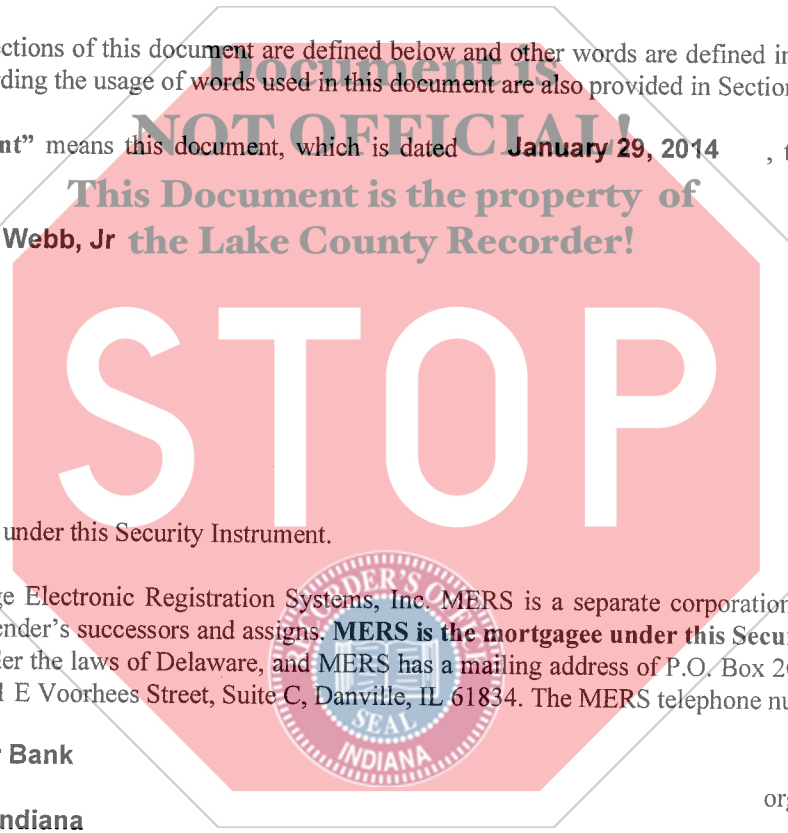 ctions of this document are defined below and other words are defined in
Document is
ding the usage of words used in this document are also provided in Section
NOT OFFICIAL!
nt” means this document, which is dated January 29, 2014 , t
This Document is the property of
Webb, Jr the Lake County Recorder!
STOP
under this Security Instrument.
RECORDER'S OFFICE
ge Electronic Registration Systems, Inc. MERS is a separate corporation
ender’s successors and assigns. MERS is the mortgagee under this Secu
er the laws of Delaware, and MERS has a mailing address of P.O. Box 2
1 E Voorhees Street, Suite C, Danville, IL 61834. The MERS telephone nu
SEAL
INDIANA
Bank
org
ndiana